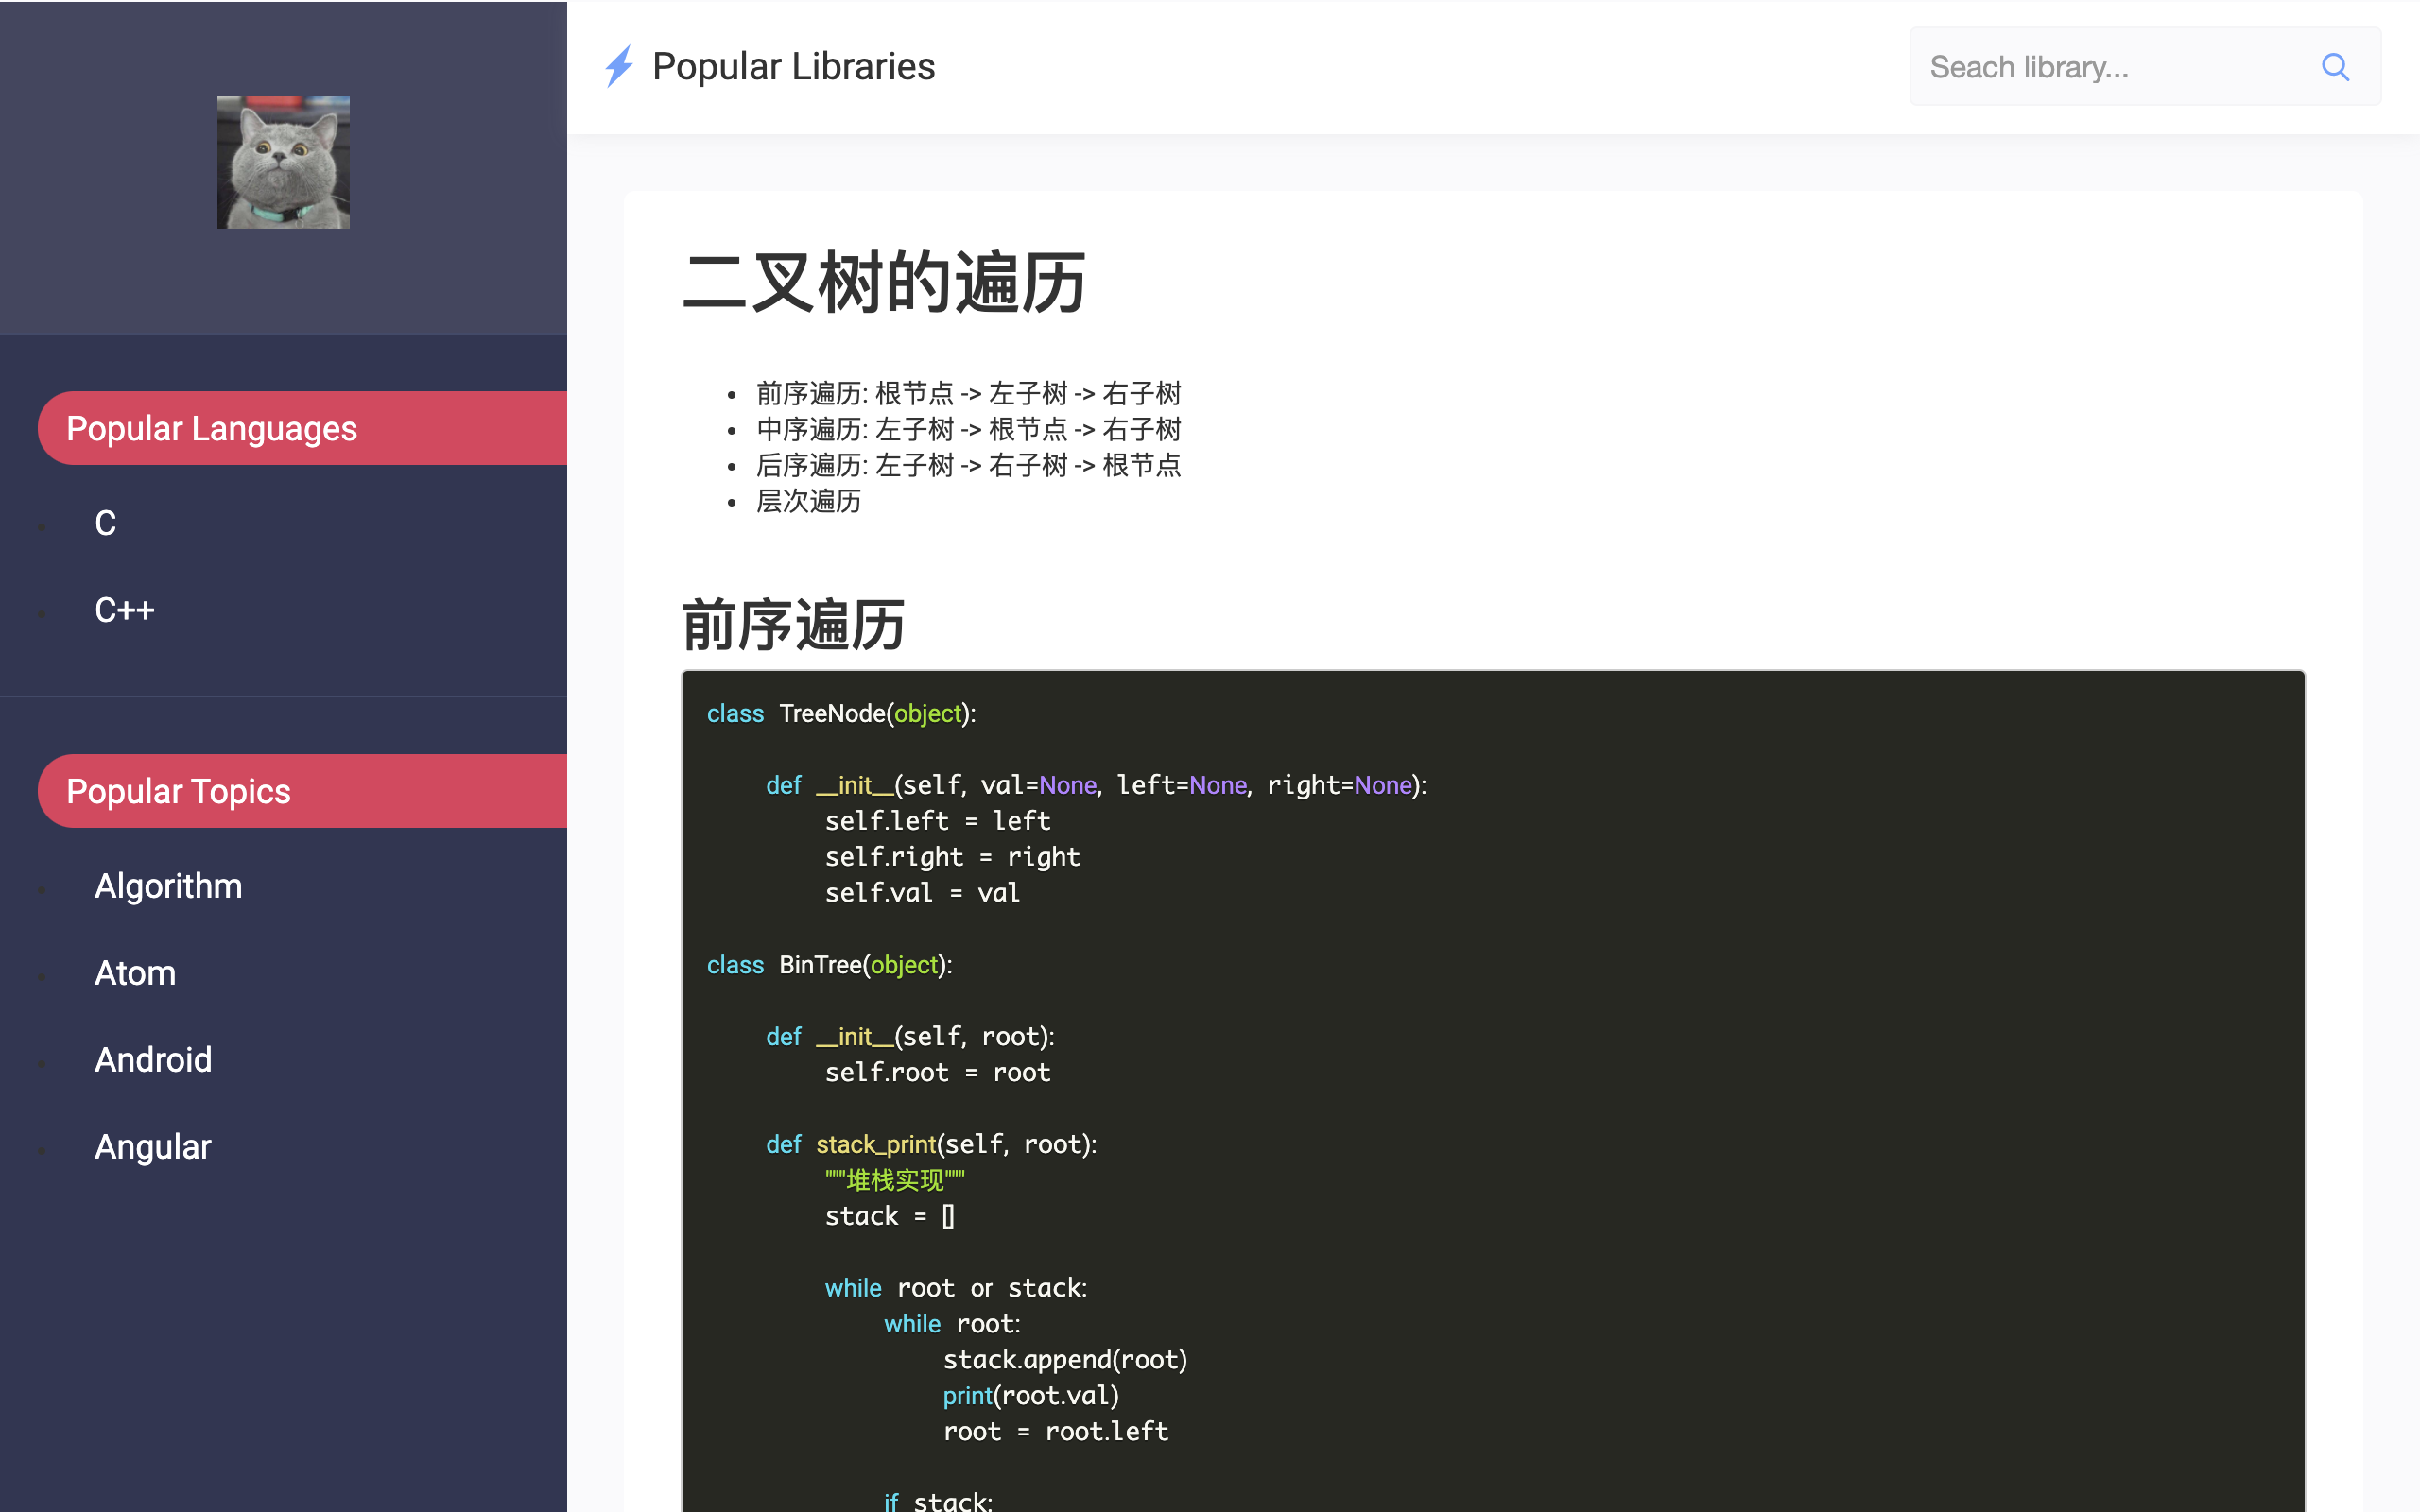 Popular Libraries
Seach library...
Popular Languages
C
C++
Popular Topics
Algorithm
Atom
Android
Angular
二叉树的遍历
前序遍历: 根节点 -> 左子树 -> 右子树
中序遍历: 左子树 -> 根节点 -> 右子树
后序遍历: 左子树 -> 右子树 -> 根节点
层次遍历
前序遍历
class TreeNode(object):
def __init__(self, val=None, left=None, right=None):
self.left = left
self.right = right
self.val = val
class BinTree(object):
def __init__(self, root):
self.root = root
def stack_print(self, root):
"""堆栈实现"""
stack = []
while root or stack:
while root:
stack.append(root)
print(root.val)
root = root.left
if stack: